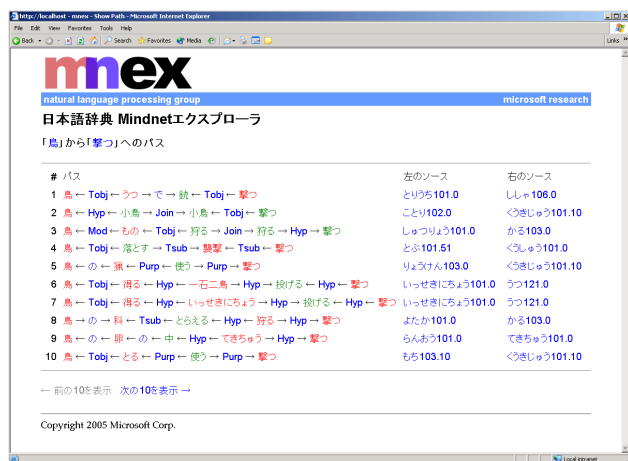 http://localhost - mnex - Show Path - Microsoft Internet Explorer
File Edit View Favorites Tools Help
Back Search Favorites Media Links »
mnex
natural language processing group microsoft research
日本語辞典 Mindnetエクスプローラ
「鳥」から「撃つ」へのパス
# パス 左のソース 右のソース
1 鳥 ← Tobj ← うつ → で → 銃 ← Tobj ← 撃つ とりうち101.0 ししゃ106.0
2 鳥 ← Hyp ← 小鳥 → Join → 小鳥 ← Tobj ← 撃つ ことり102.0 くうきじゅう101.10
3 鳥 ← Mod ← もの ← Tobj ← 狩る → Join → 狩る → Hyp → 撃つ しゅつりょう101.0 かる103.0
4 鳥 ← Tobj ← 落とす → Tsub → 襲撃 ← Tsub ← 撃つ とぶ101.51 くうしゅう101.0
5 鳥 ← の ← 猟 ← Purp ← 使う → Purp → 撃つ りょうけん103.0 くうきじゅう101.10
6 鳥 ← Tobj ← 得る ← Hyp ← 一石二鳥 → Hyp → 投げる ← Hyp ← 撃つ いっせきにちょう101.0 うつ121.0
7 鳥 ← Tobj ← 得る ← Hyp ← いっせきにちょう → Hyp → 投げる ← Hyp ← 撃つ いっせきにちょう101.0 うつ121.0
8 鳥 → の → 科 ← Tsub ← とらえる ← Hyp ← 狩る → Hyp → 撃つ よたか101.0 かる103.0
9 鳥 ← の ← 卵 ← の ← 中 ← Hyp ← てきちゅう → Hyp → 撃つ らんおう101.0 てきちゅう101.0
10 鳥 ← Tobj ← とる ← Purp ← 使う → Purp → 撃つ もち103.10 くうきじゅう101.10
← 前の10を表示 次の10を表示 →
Copyright 2005 Microsoft Corp.
Local intranet